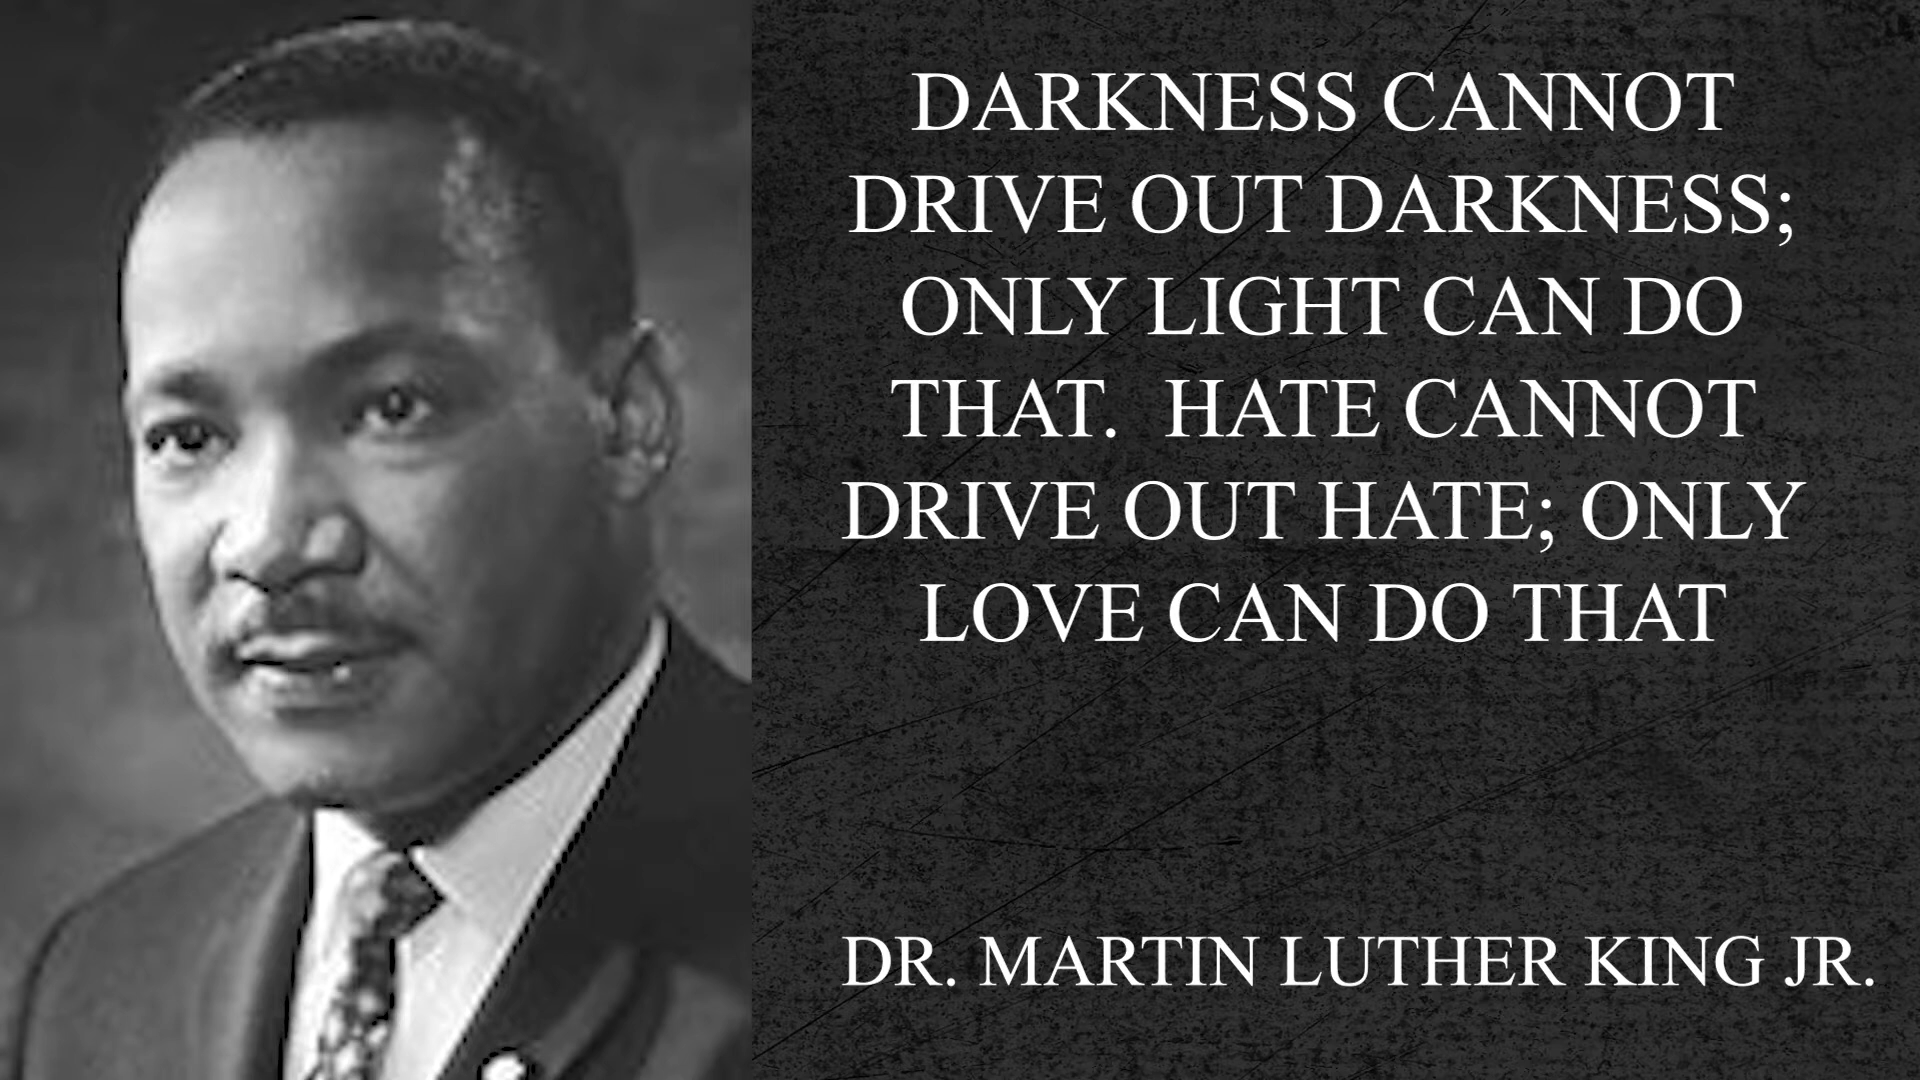 DARKNESS CANNOT
DRIVE OUT DARKNESS;
ONLY LIGHT CAN DO
THAT.  HATE CANNOT
DRIVE OUT HATE; ONLY
LOVE CAN DO THAT
DR. MARTIN LUTHER KING JR.